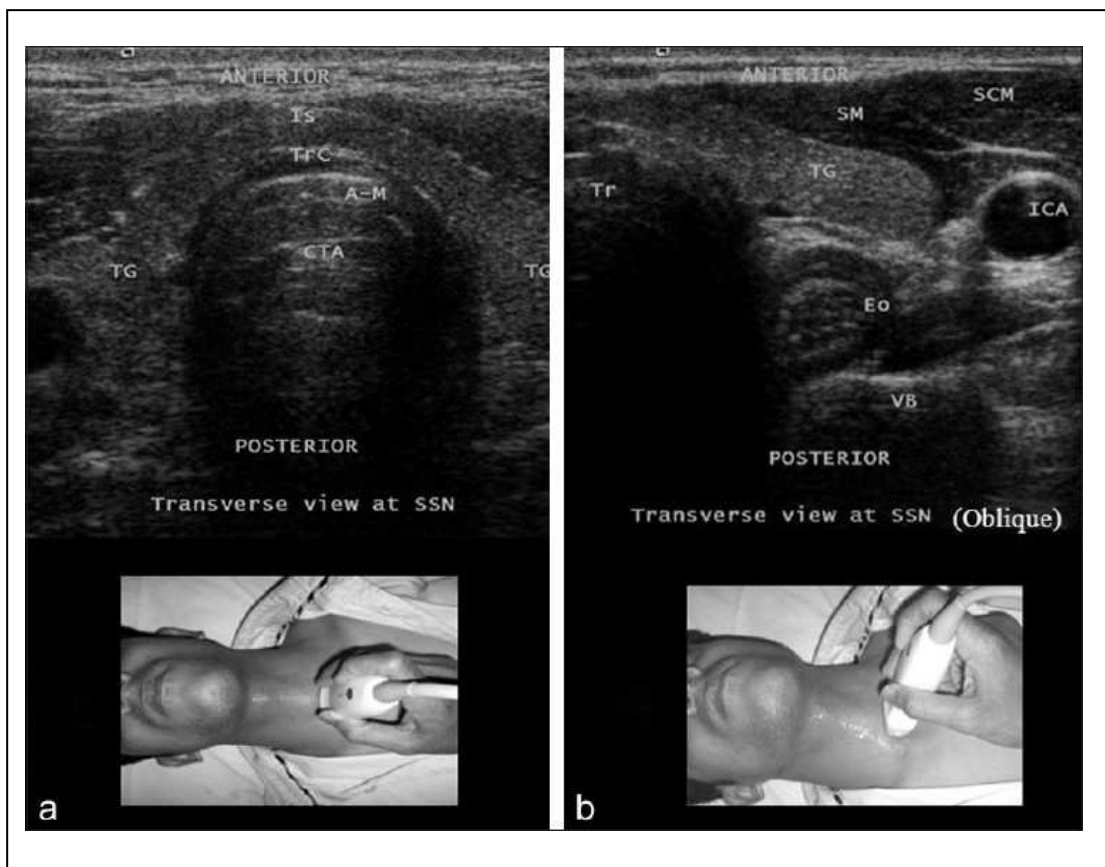 ANTERIOR
Is
TrC
A-M
CTA
TG
TG
POSTERIOR
Transverse view at SSN
a
ANTERIOR
SCM
SM
TG
Tr
ICA
Eo
VB
POSTERIOR
Transverse view at SSN (Oblique)
b